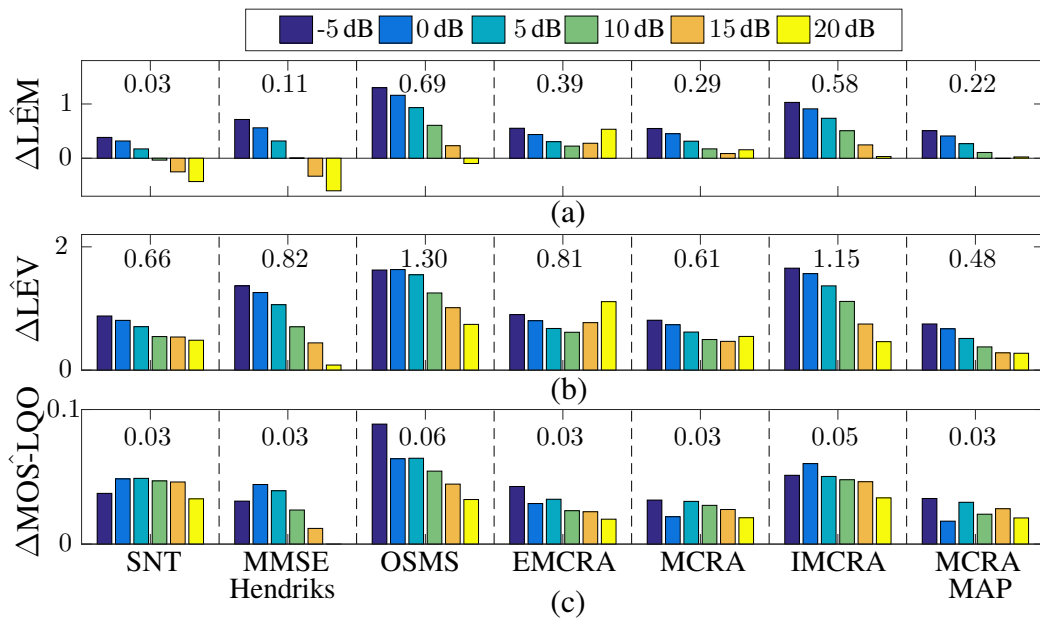 -5 dB 0 dB 5 dB 10 dB 15 dB 20 dB
ΔLÊM
1
0
0.03 0.11 0.69 0.39 0.29 0.58 0.22
(a)
ΔLÊV
2
0
0.66 0.82 1.30 0.81 0.61 1.15 0.48
(b)
ΔMOŜ-LQO
0.1
0
0.03 0.03 0.06 0.03 0.03 0.05 0.03
SNT MMSE OSMS EMCRA MCRA IMCRA MCRA
Hendriks MAP
(c)